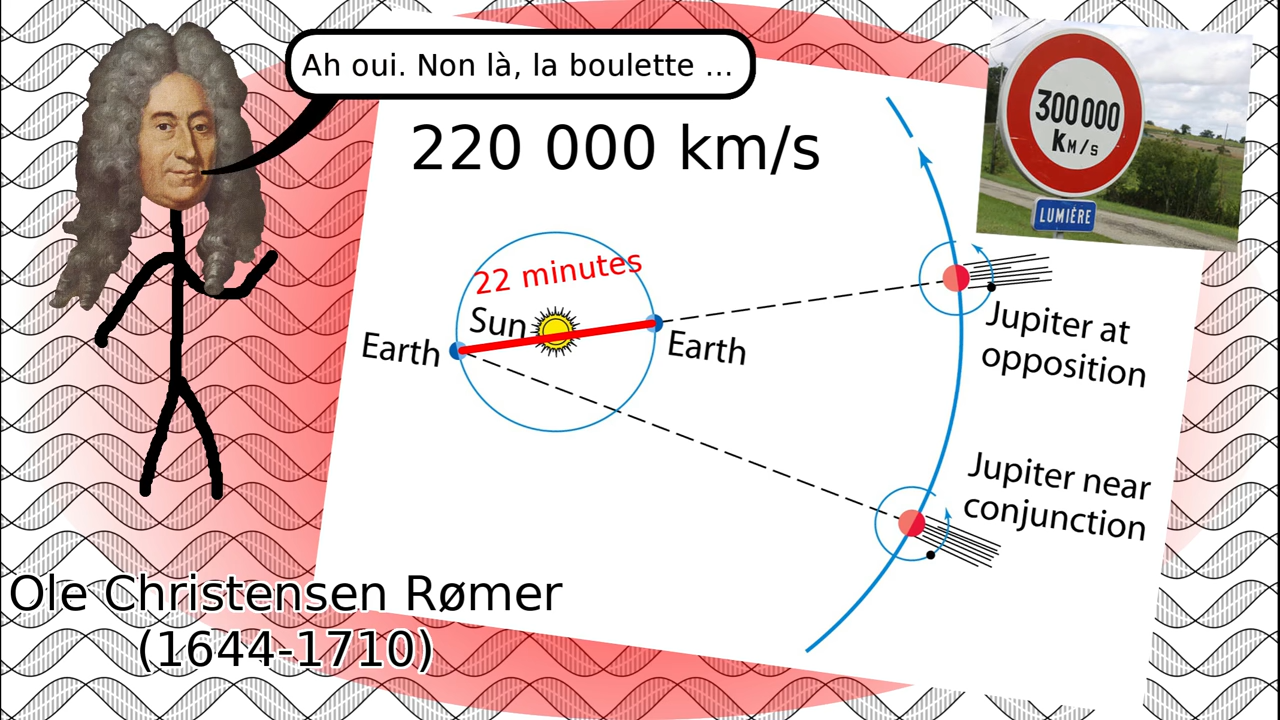 Ah oui. Non là, la boulette ...
220 000 km/s
300 000
KM/S
LUMIÈRE
22 minutes
Sun
Earth
Earth
Jupiter at
opposition
Jupiter near
conjunction
Ole Christensen Rømer
(1644-1710)